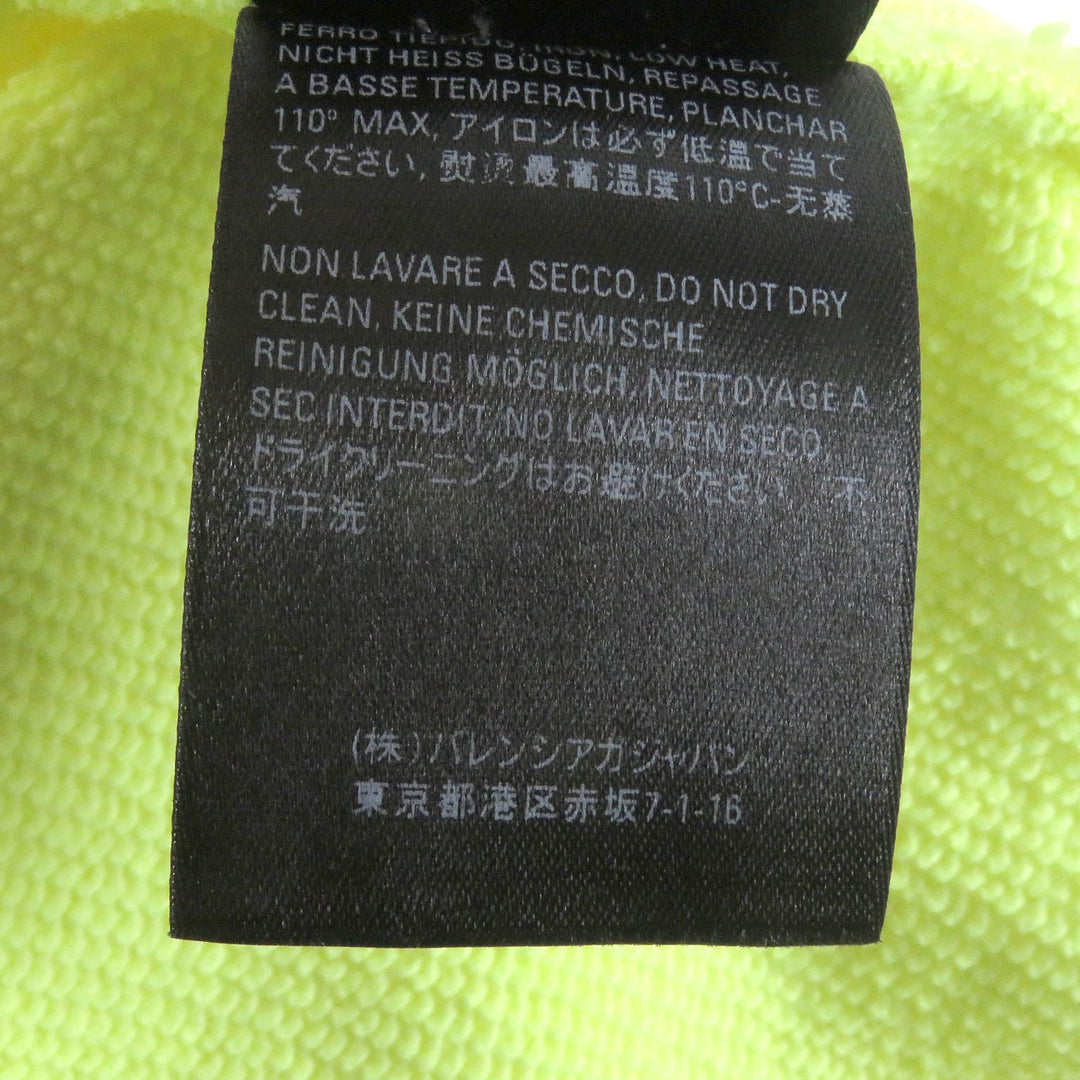 FERRO TIEPIDO, IRON, LOW HEAT,
NICHT HEISS BÜGELN, REPASSAGE
A BASSE TEMPERATURE, PLANCHAR
110° MAX, アイロンは必ず低温で当て
てください, 熨烫最高温度110°C-无蒸
汽
NON LAVARE A SECCO, DO NOT DRY
CLEAN, KEINE CHEMISCHE
REINIGUNG MÖGLICH, NETTOYAGE A
SEC INTERDIT, NO LAVAR EN SECO,
ドライクリーニングはお避けください, 不
可干洗
(株)バレンシアガジャパン
東京都港区赤坂7-1-16